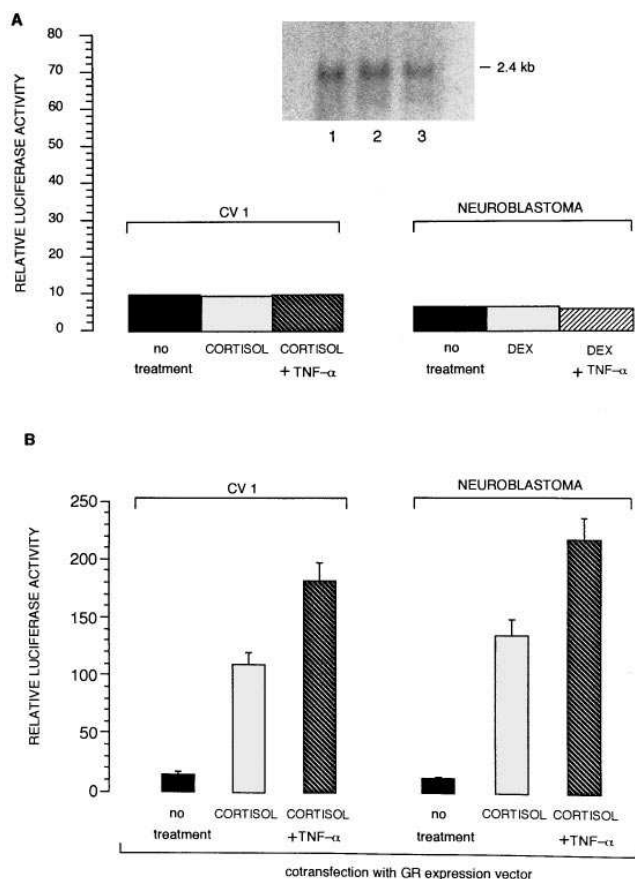 A
80
70
60
50
40
30
20
10
0
RELATIVE LUCIFERASE ACTIVITY
– 2.4 kb
1 2 3
CV 1
NEUROBLASTOMA
no treatment
CORTISOL
CORTISOL + TNF-α
no treatment
DEX
DEX + TNF-α
B
250
200
150
100
50
0
RELATIVE LUCIFERASE ACTIVITY
CV 1
NEUROBLASTOMA
no treatment
CORTISOL
CORTISOL +TNF-α
no treatment
CORTISOL
CORTISOL +TNF-α
cotransfection with GR expression vector